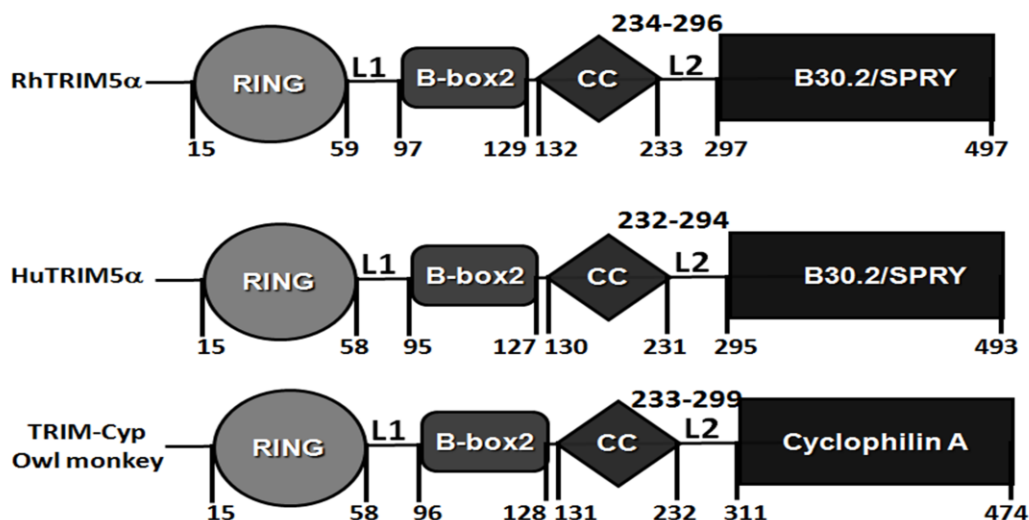 234-296
RhTRIM5α RING L1 B-box2 CC L2 B30.2/SPRY
15 59 97 129 132 233 297 497
232-294
HuTRIM5α RING L1 B-box2 CC L2 B30.2/SPRY
15 58 95 127 130 231 295 493
233-299
TRIM-Cyp
Owl monkey
RING L1 B-box2 CC L2 Cyclophilin A
15 58 96 128 131 232 311 474